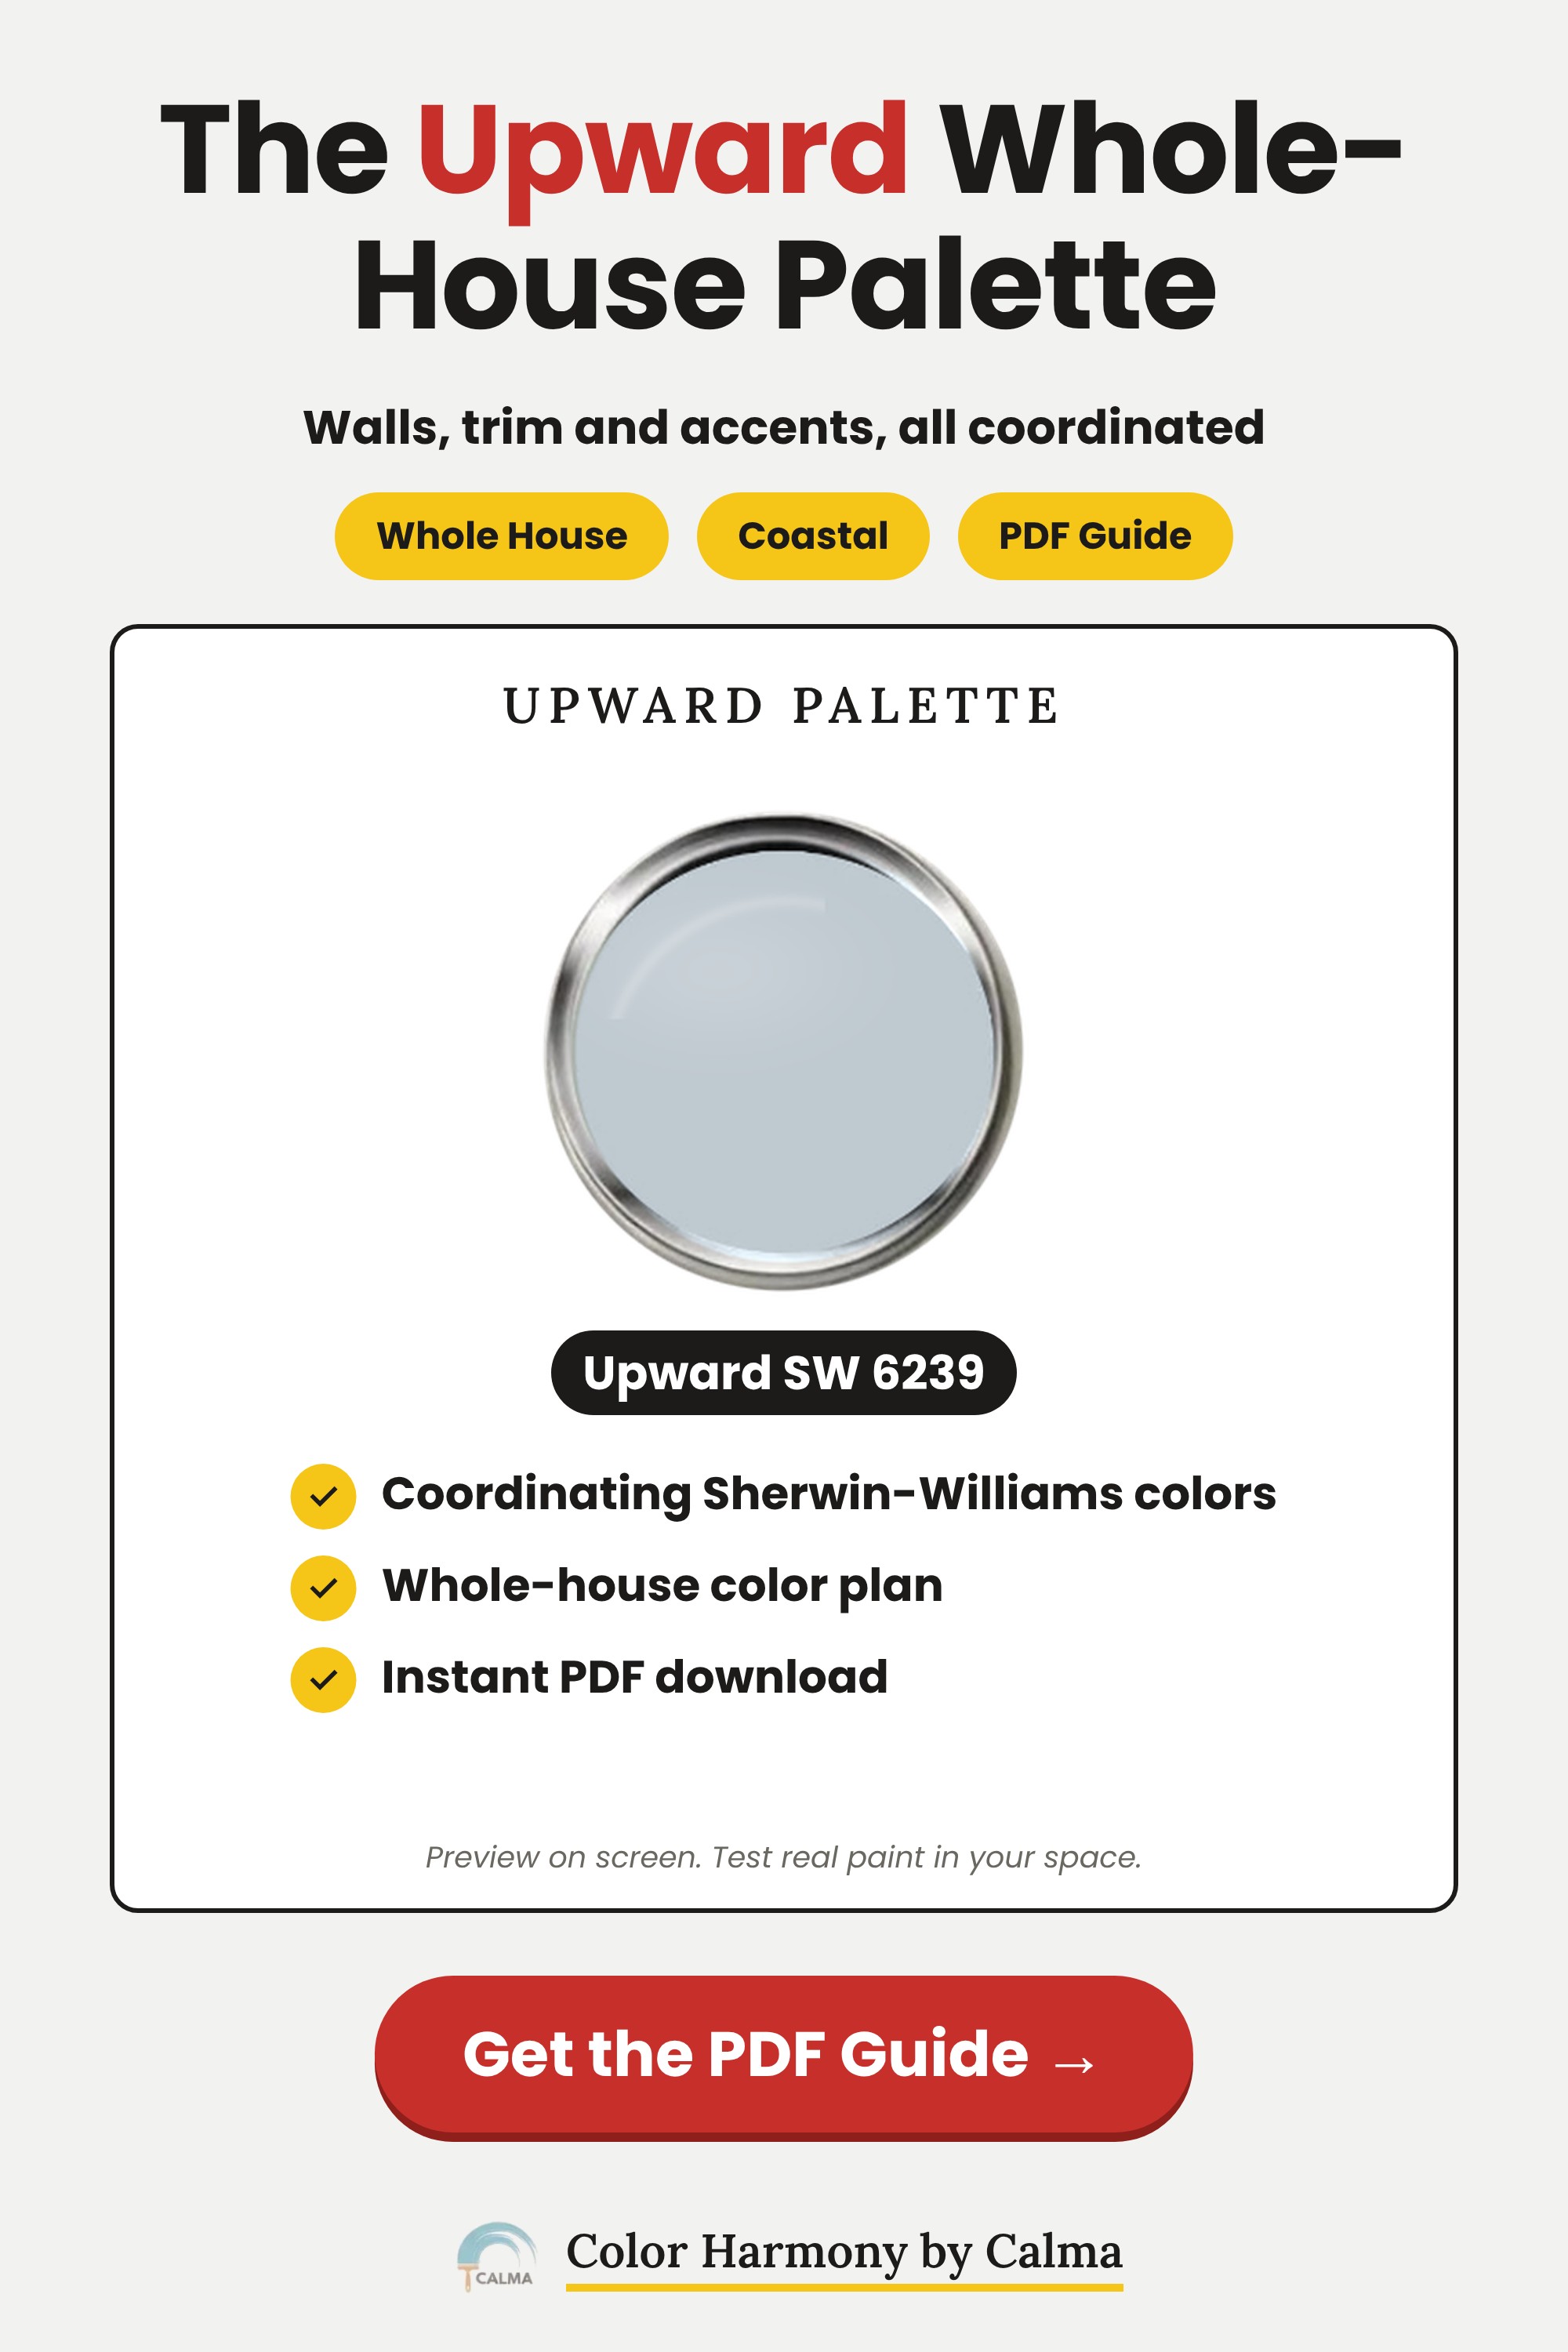 The Upward Whole-
House Palette
Walls, trim and accents, all coordinated
Whole House
Coastal
PDF Guide
UPWARD PALETTE
Upward SW 6239
Coordinating Sherwin-Williams colors
Whole-house color plan
Instant PDF download
Preview on screen. Test real paint in your space.
Get the PDF Guide →
CALMA
Color Harmony by Calma